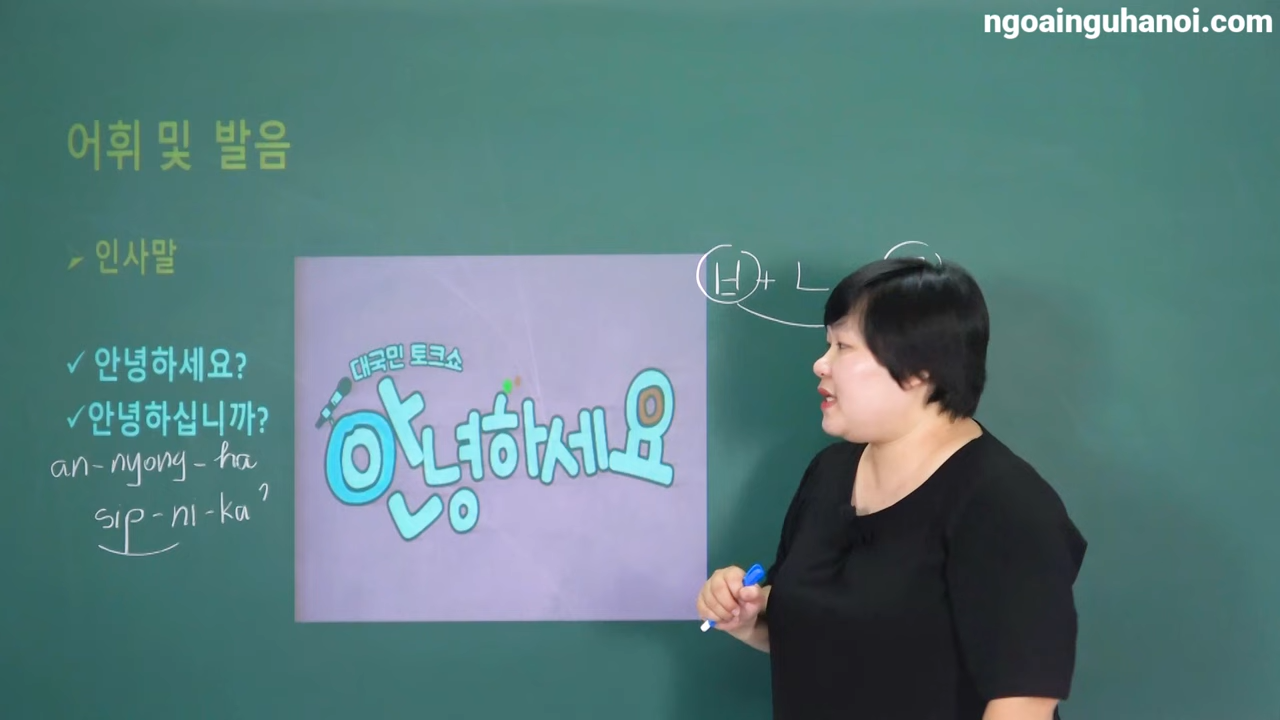 ngoainguhanoi.com
어휘 및 발음
➢ 인사말
ㅂ + ㄴ
✓ 안녕하세요?
✓ 안녕하십니까?
an-nyong-ha
sip-ni-ka?
대국민 토크쇼
안녕하세요